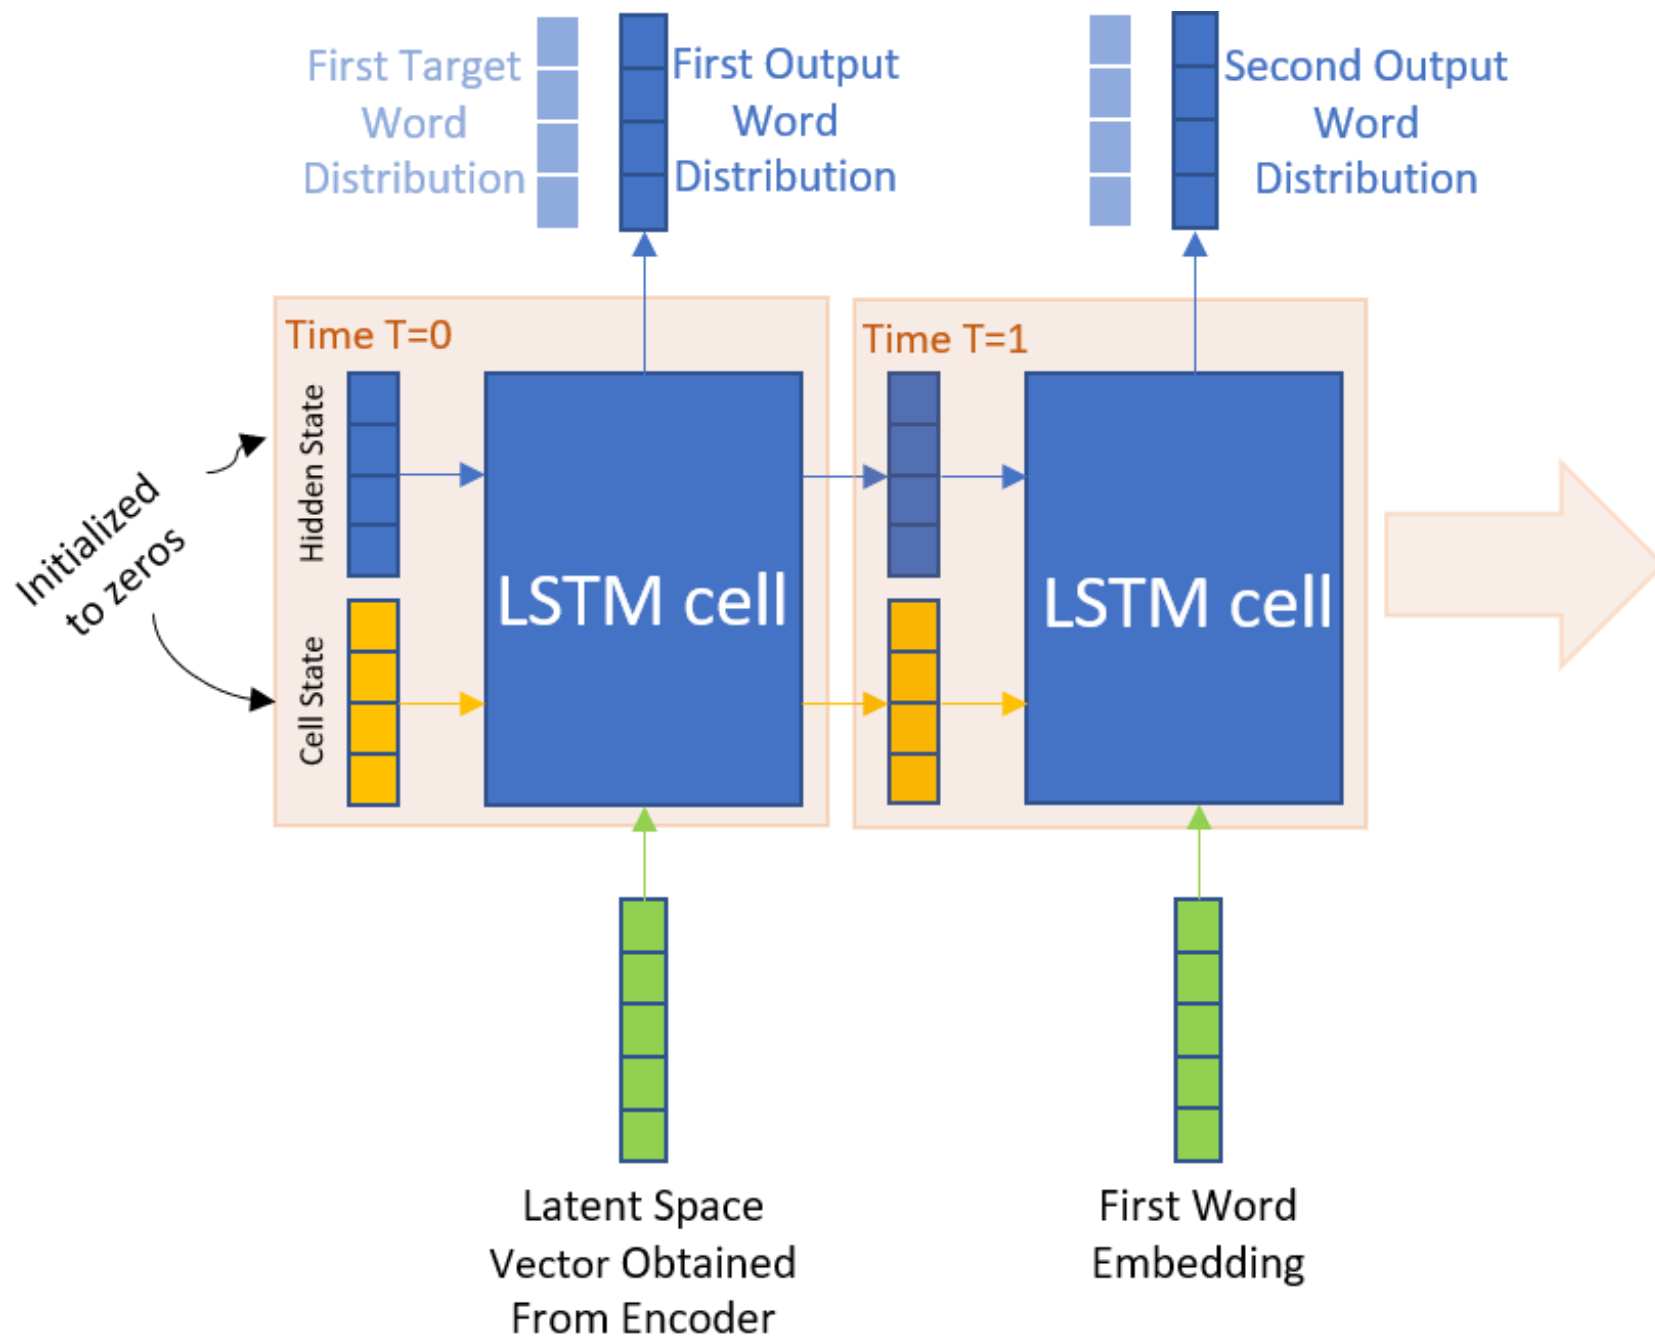 First Target
Word
Distribution
First Output
Word
Distribution
Second Output
Word
Distribution
Time T=0
Time T=1
Initialized
to zeros
Hidden State
Cell State
LSTM cell
LSTM cell
Latent Space
Vector Obtained
From Encoder
First Word
Embedding